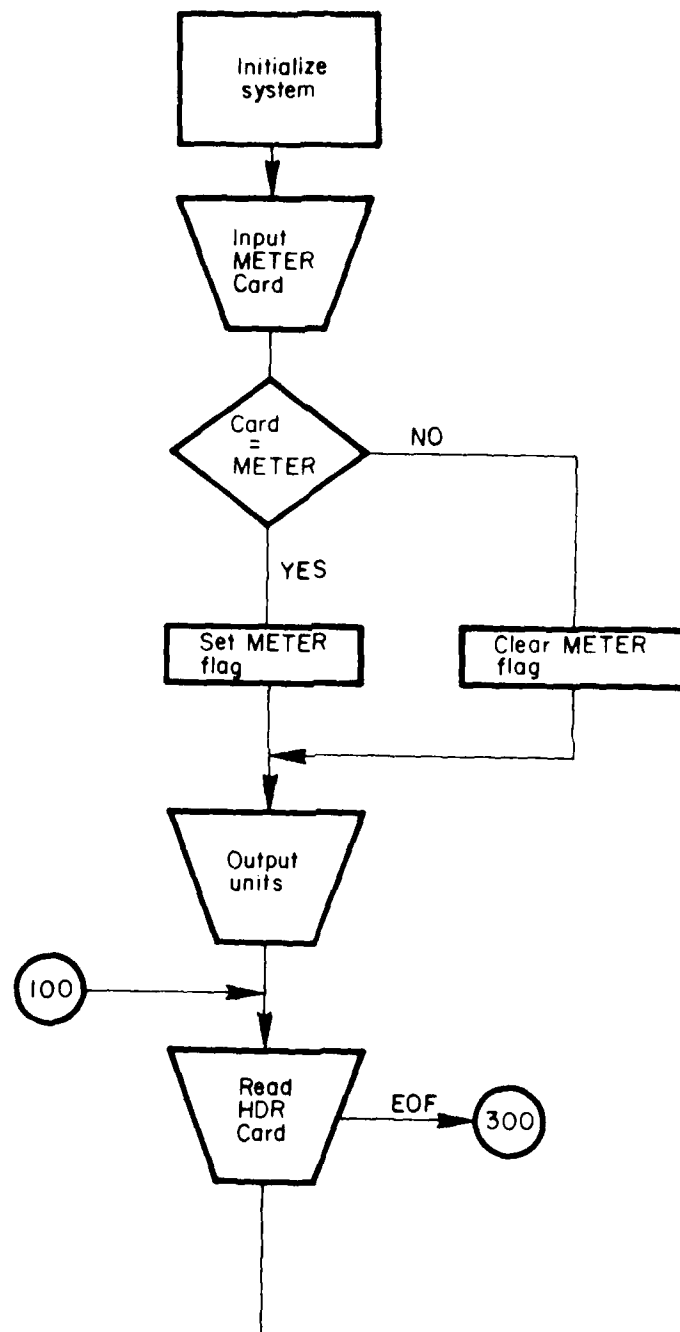 Initialize
system
Input
METER
Card
Card
=
METER
NO
YES
Set METER
flag
Clear METER
flag
Output
units
100
Read
HDR
Card
EOF
300